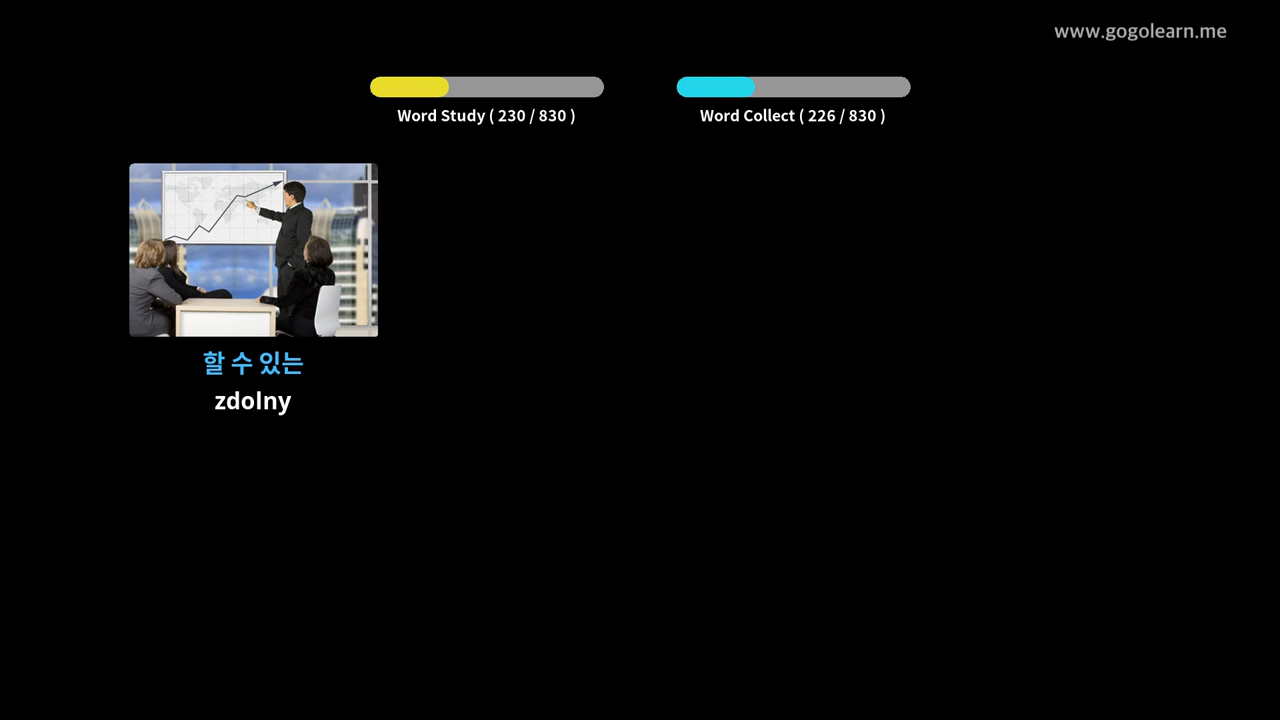 www.gogolearn.me
Word Study ( 230 / 830 )
Word Collect ( 226 / 830 )
할 수 있는
zdolny